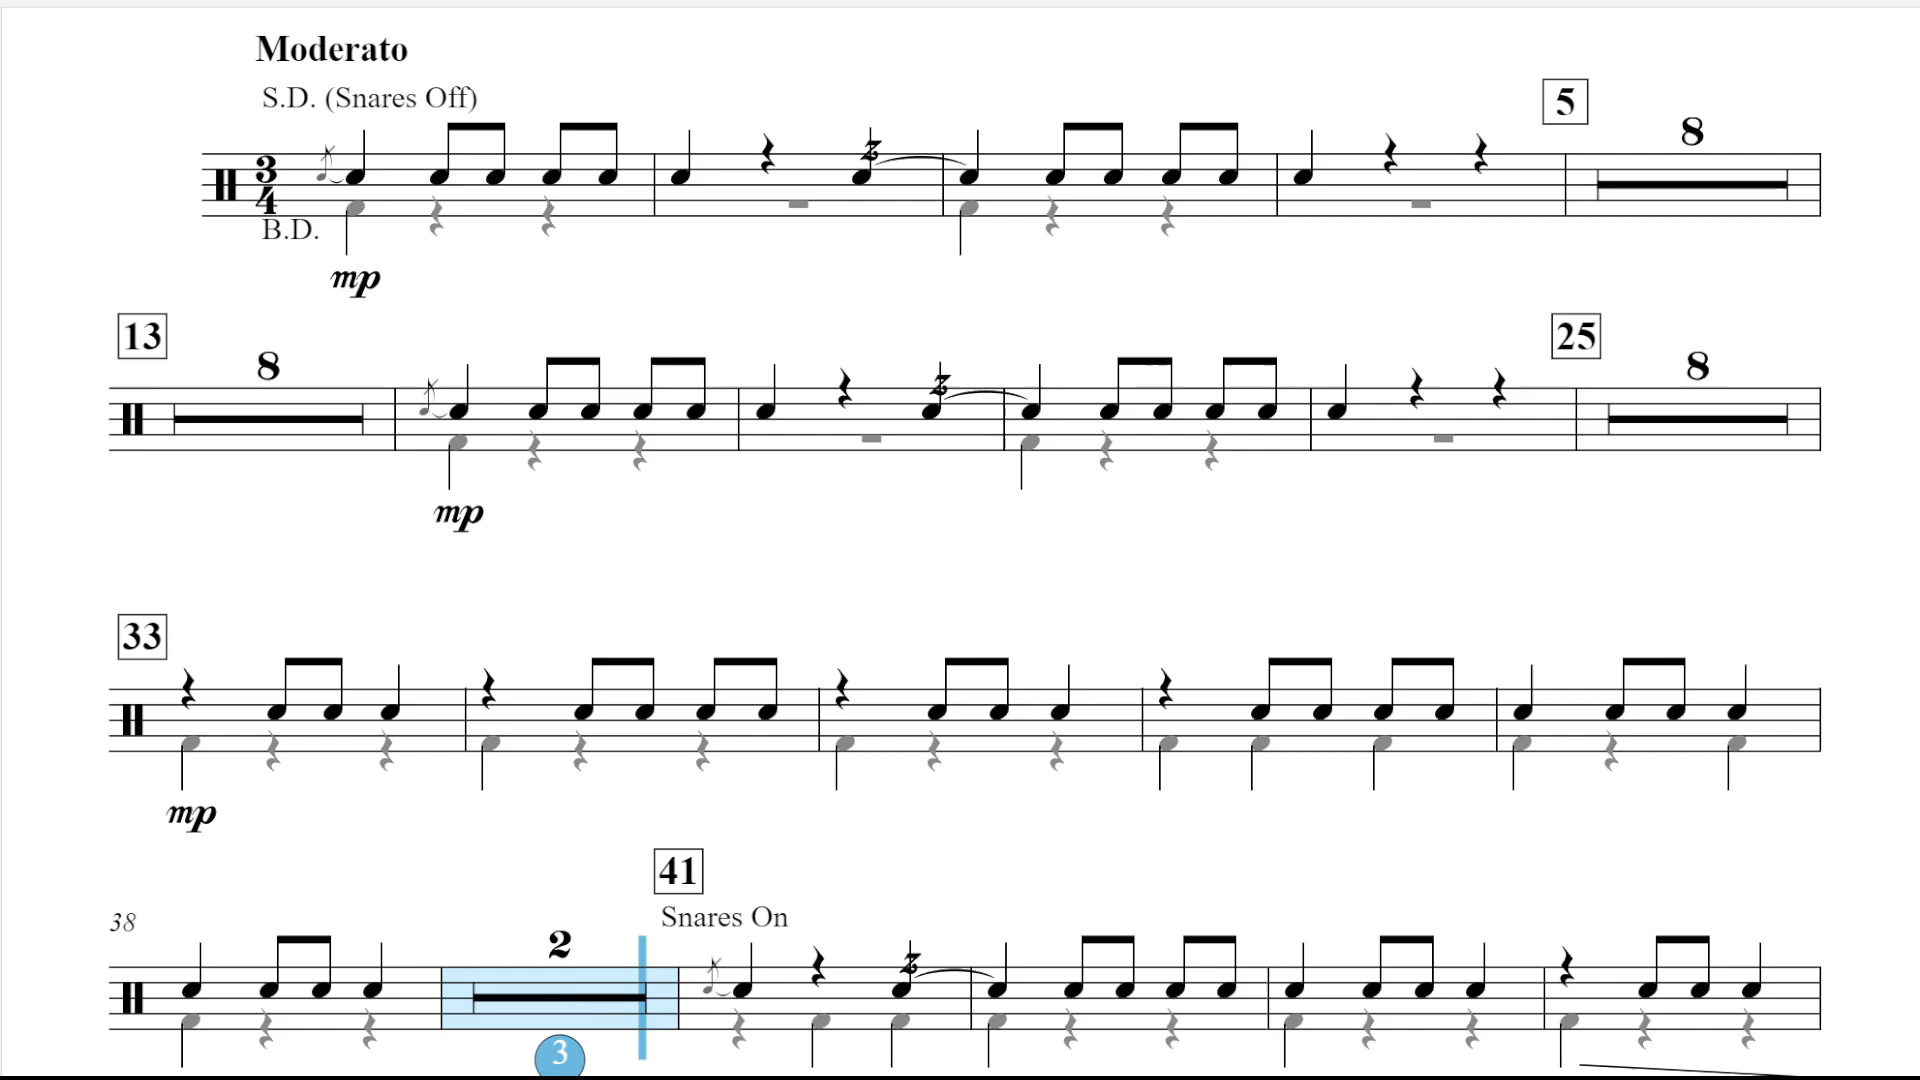 Moderato
S.D. (Snares Off)
5
8
3
4
B.D.
mp
13
8
25
8
mp
33
mp
41
38
Snares On
2
3